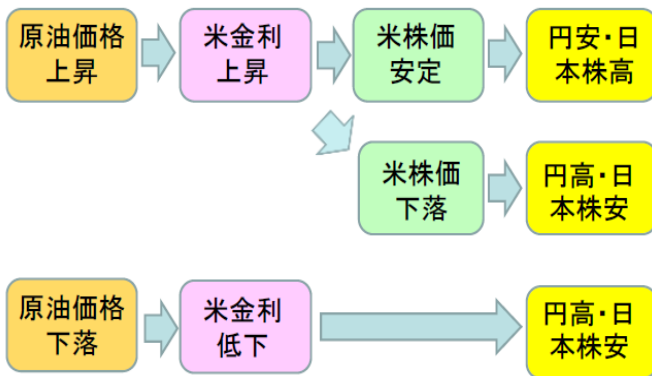 原油価格
上昇
米金利
上昇
米株価
安定
円安・日
本株高
米株価
下落
円高・日
本株安
原油価格
下落
米金利
低下
円高・日
本株安